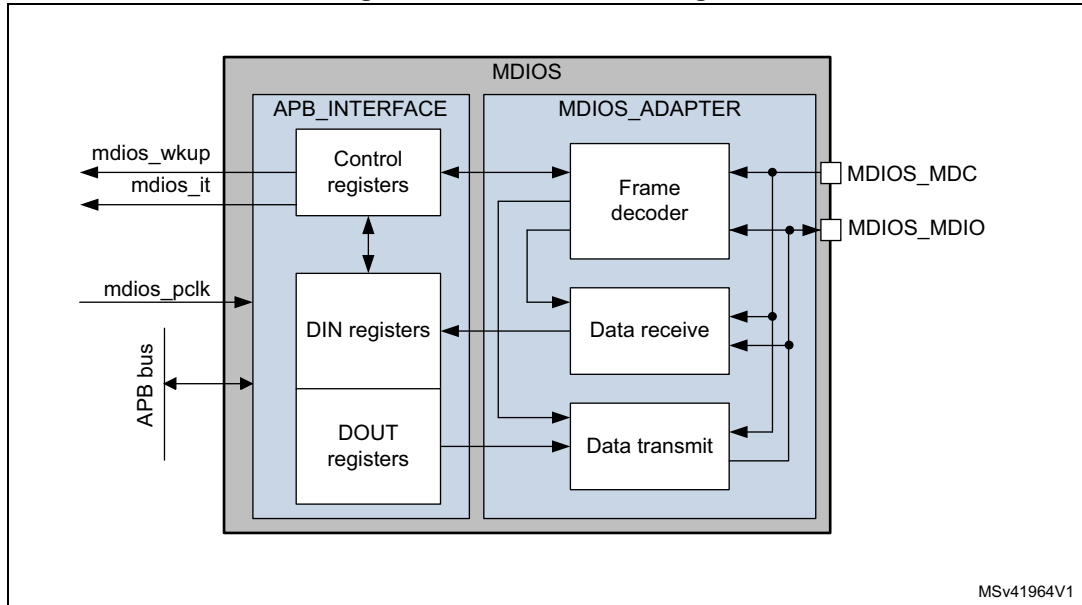 MDIOS
APB_INTERFACE
MDIOS_ADAPTER
mdios_wkup
mdios_it
Control
registers
Frame
decoder
MDIOS_MDC
MDIOS_MDIO
mdios_pclk
DIN registers
Data receive
APB bus
DOUT
registers
Data transmit
MSv41964V1